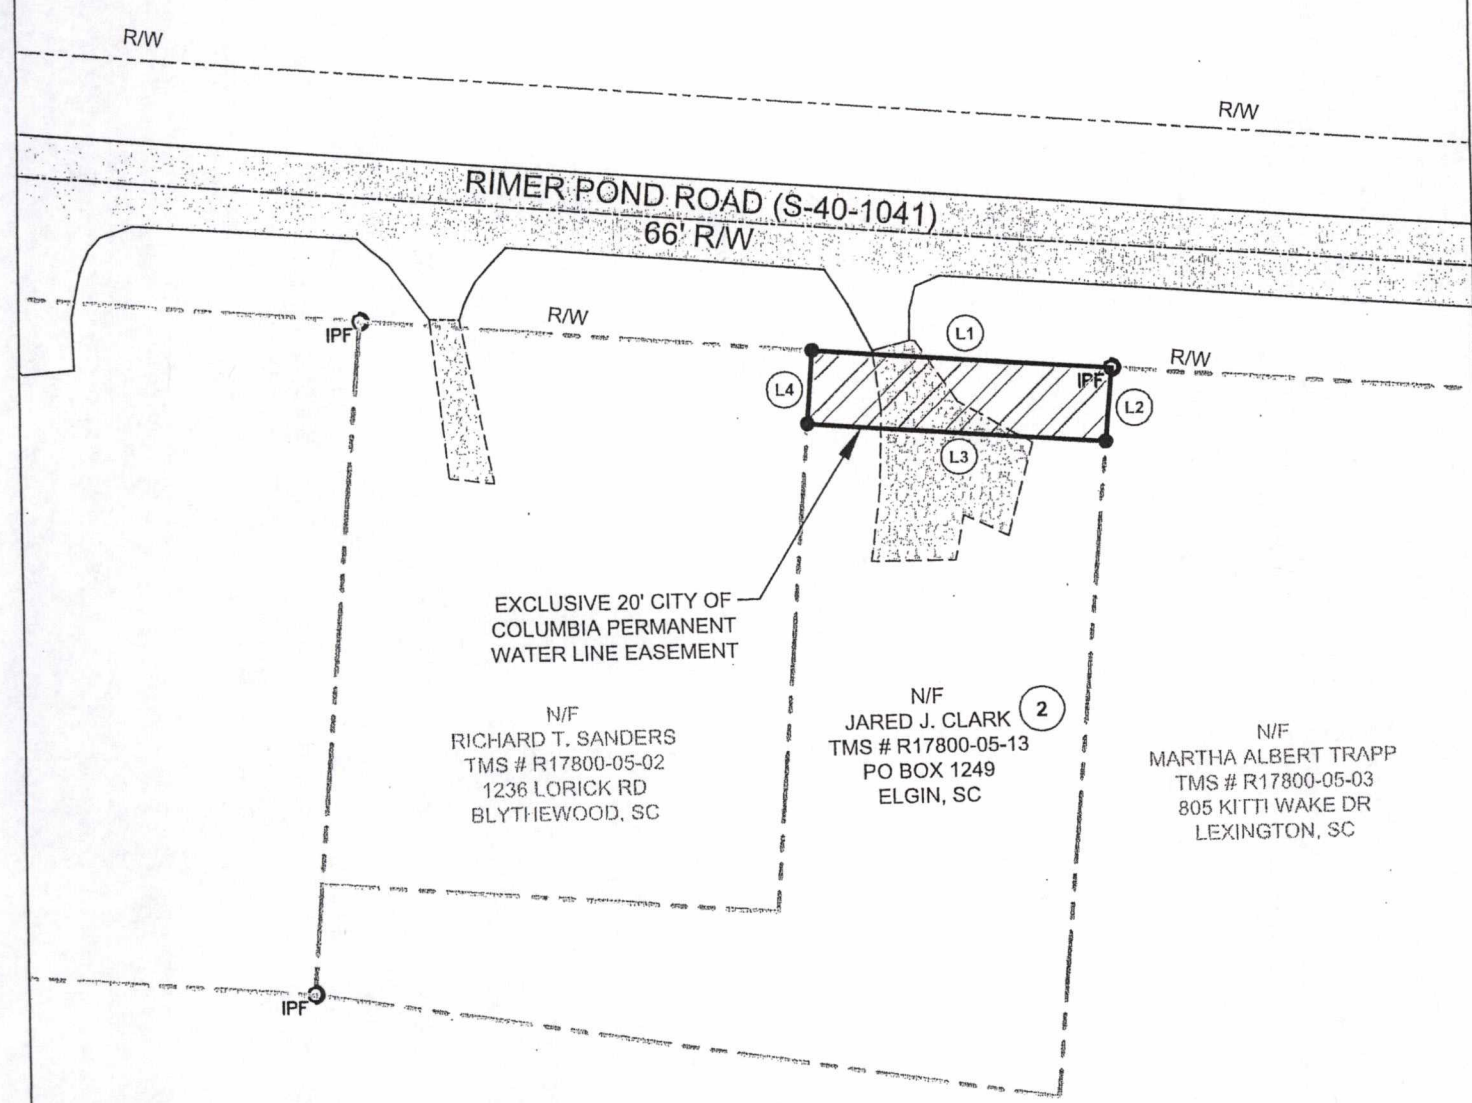 R/W
R/W
RIMER POND ROAD (S-40-1041)
66' R/W
IPF
R/W
L1
IPF
R/W
L4
L2
L3
EXCLUSIVE 20' CITY OF
COLUMBIA PERMANENT
WATER LINE EASEMENT
N/F
RICHARD T. SANDERS
TMS # R17800-05-02
1236 LORICK RD
BLYTHEWOOD, SC
N/F
JARED J. CLARK
2
TMS # R17800-05-13
PO BOX 1249
ELGIN, SC
N/F
MARTHA ALBERT TRAPP
TMS # R17800-05-03
805 KITTI WAKE DR
LEXINGTON, SC
IPF